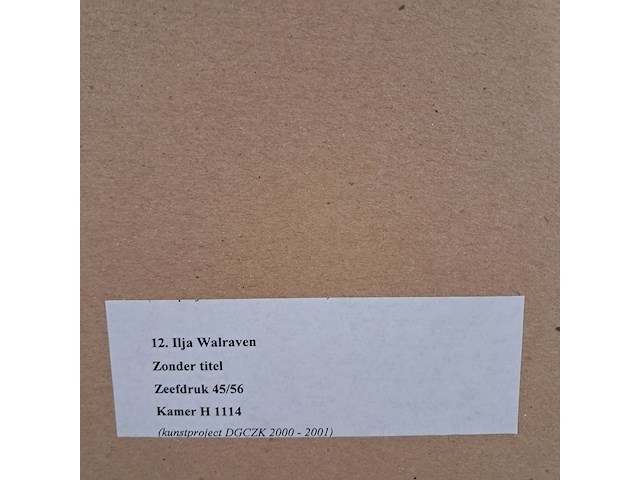 12. Ilja Walraven
Zonder titel
Zeefdruk 45/56
Kamer H 1114
(kunstproject DGCZK 2000 - 2001)